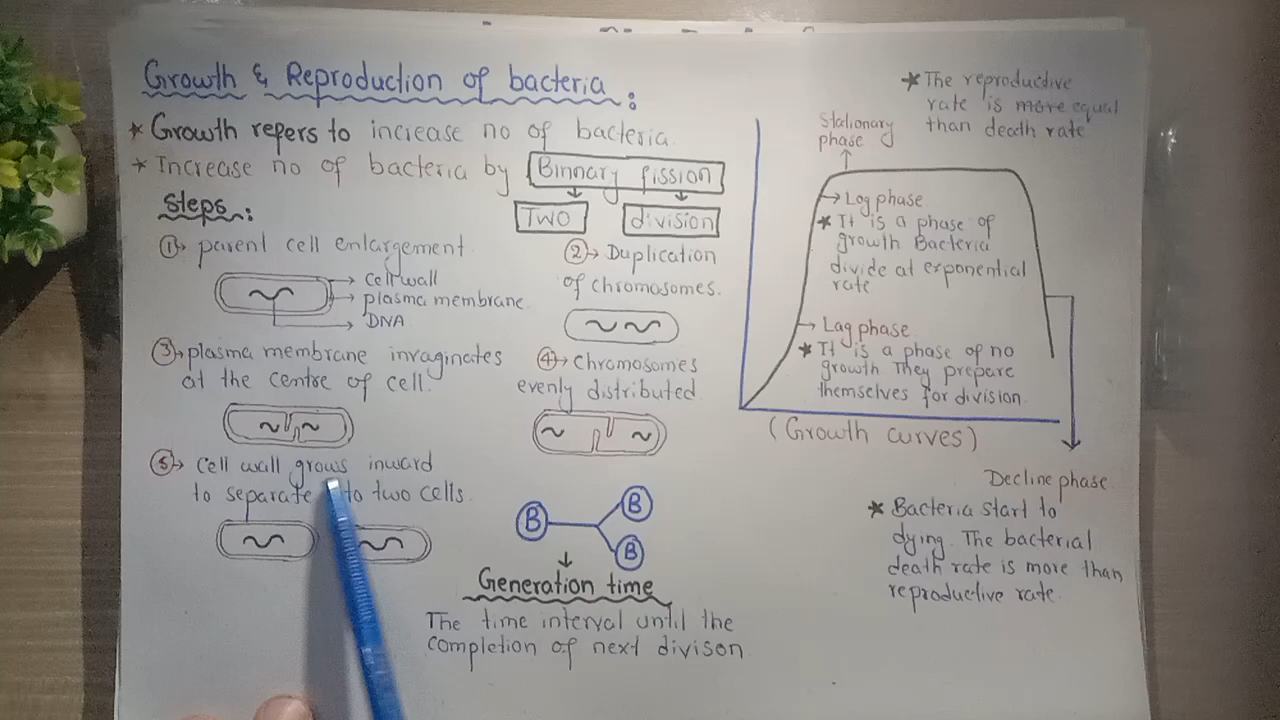 Growth & Reproduction of bacteria :
* Growth repers to increase no of bacteria.
* Increase no of bacteria by Binnary fission
TWO division
Steps :
① → parent cell enlargement.
Cell wall
plasma membrane.
DNA
② → Duplication
of chromosomes.
③ → plasma membrane invaginates
at the centre of cell.
④ → chromosomes
evenly distributed.
⑤ → Cell wall grows inward
to separate to two cells.
B
B
B
Generation time
The time interval until the
completion of next divison
* The reproductive
rate is more equal
than death rate
Stationary
phase
Log phase.
* It is a phase of
growth Bacteria
divide at exponential
rate
Lag phase.
* It is a phase of no
growth They prepare
themselves for division.
(Growth curves)
Decline phase.
* Bacteria start to
dying. The bacterial
death rate is more than
reproductive rate.